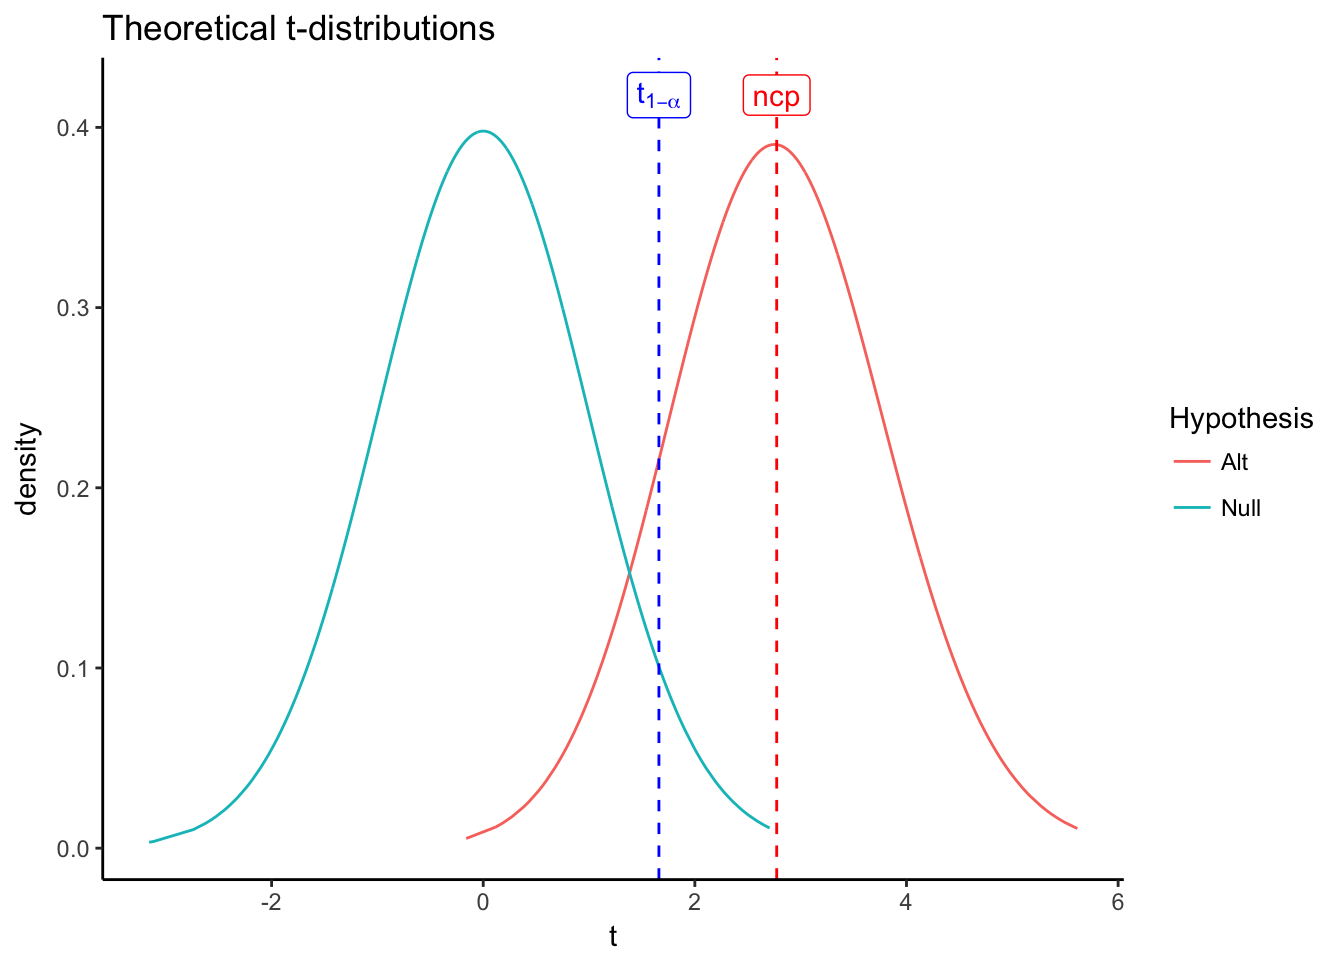 Theoretical t-distributions
t1−α
ncp
0.4
0.3
0.2
0.1
0.0
density
-2 0 2 4 6
t
Hypothesis
Alt
Null